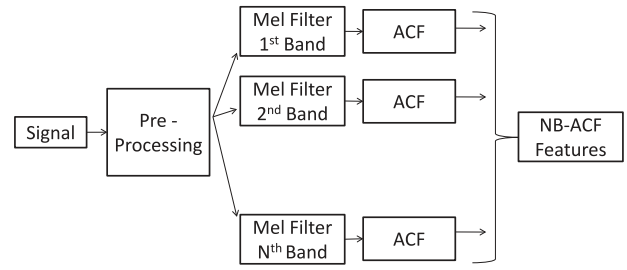 Mel Filter
1st Band
ACF
Mel Filter
2nd Band
ACF
Signal
Pre -
Processing
NB-ACF
Features
Mel Filter
Nth Band
ACF